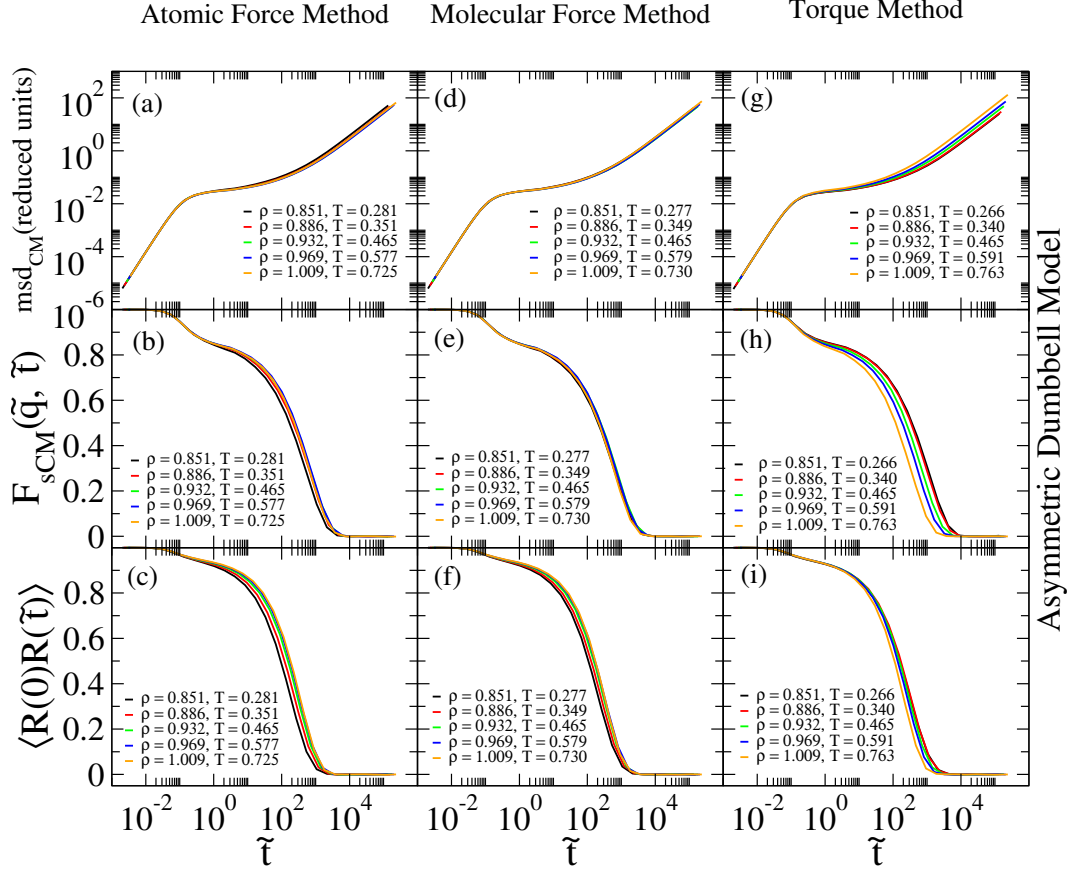 Atomic Force Method
Molecular Force Method
Torque Method
msd_CM (reduced units)
10^2
10^0
10^-2
10^-4
10^-6
(a)
ρ = 0.851, T = 0.281
ρ = 0.886, T = 0.351
ρ = 0.932, T = 0.465
ρ = 0.969, T = 0.577
ρ = 1.009, T = 0.725
(d)
ρ = 0.851, T = 0.277
ρ = 0.886, T = 0.349
ρ = 0.932, T = 0.465
ρ = 0.969, T = 0.579
ρ = 1.009, T = 0.730
(g)
ρ = 0.851, T = 0.266
ρ = 0.886, T = 0.340
ρ = 0.932, T = 0.465
ρ = 0.969, T = 0.591
ρ = 1.009, T = 0.763
F_sCM(q̃, t̃)
10
0.8
0.6
0.4
0.2
0
(b)
ρ = 0.851, T = 0.281
ρ = 0.886, T = 0.351
ρ = 0.932, T = 0.465
ρ = 0.969, T = 0.577
ρ = 1.009, T = 0.725
(e)
ρ = 0.851, T = 0.277
ρ = 0.886, T = 0.349
ρ = 0.932, T = 0.465
ρ = 0.969, T = 0.579
ρ = 1.009, T = 0.730
(h)
ρ = 0.851, T = 0.266
ρ = 0.886, T = 0.340
ρ = 0.932, T = 0.465
ρ = 0.969, T = 0.591
ρ = 1.009, T = 0.763
⟨R(0)R(t̃)⟩
0.8
0.6
0.4
0.2
0
(c)
ρ = 0.851, T = 0.281
ρ = 0.886, T = 0.351
ρ = 0.932, T = 0.465
ρ = 0.969, T = 0.577
ρ = 1.009, T = 0.725
(f)
ρ = 0.851, T = 0.277
ρ = 0.886, T = 0.349
ρ = 0.932, T = 0.465
ρ = 0.969, T = 0.579
ρ = 1.009, T = 0.730
(i)
ρ = 0.851, T = 0.266
ρ = 0.886, T = 0.340
ρ = 0.932, T = 0.465
ρ = 0.969, T = 0.591
ρ = 1.009, T = 0.763
10^-2 10^0 10^2 10^4
10^-2 10^0 10^2 10^4
10^-2 10^0 10^2 10^4
t̃
t̃
t̃
Asymmetric Dumbbell Model